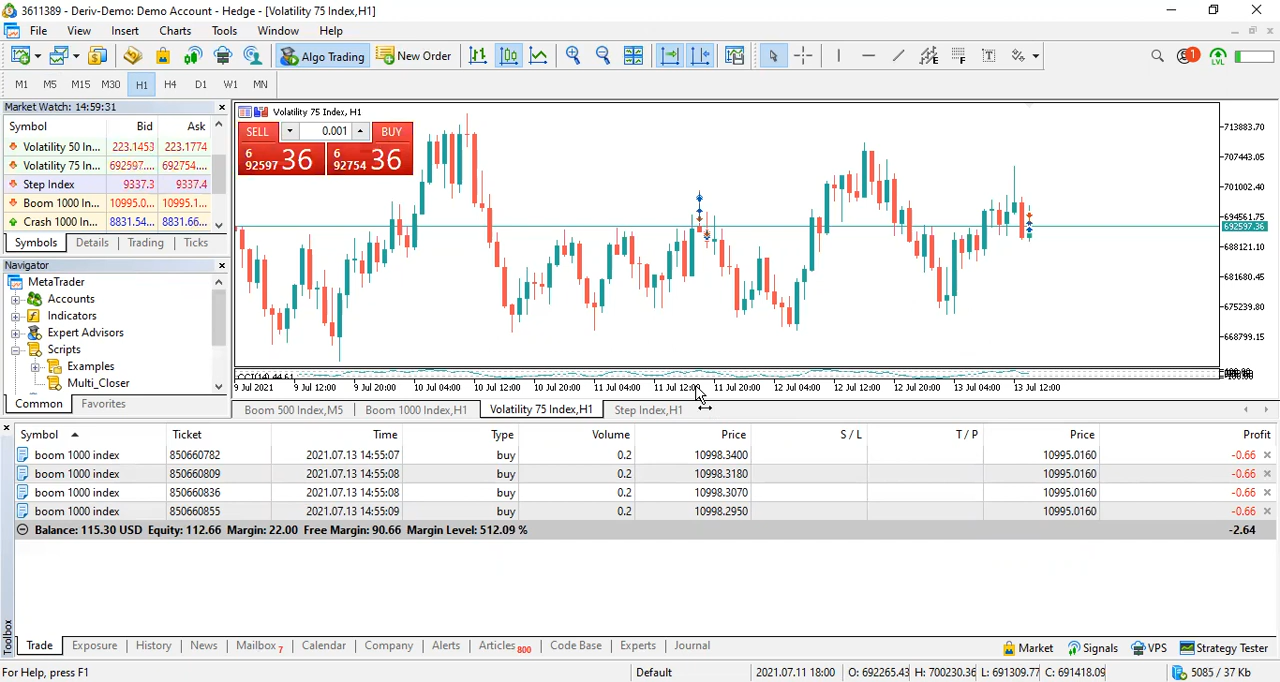 3611389 - Deriv-Demo: Demo Account - Hedge - [Volatility 75 Index,H1]
File View Insert Charts Tools Window Help
Algo Trading New Order
M1 M5 M15 M30 H1 H4 D1 W1 MN
Market Watch: 14:59:31
Symbol Bid Ask
Volatility 50 In... 223.1453 223.1774
Volatility 75 In... 692597.... 692754....
Step Index 9337.3 9337.4
Boom 1000 In... 10995.0... 10995.1...
Crash 1000 In... 8831.54... 8831.66...
Symbols Details Trading Ticks
Navigator
MetaTrader
Accounts
Indicators
Expert Advisors
Scripts
Examples
Multi_Closer
Common Favorites
Volatility 75 Index, H1
SELL 0.001 BUY
6 92597 36 6 92754 36
713883.70
707443.05
701002.40
694561.75
692597.36
688121.10
681680.45
675239.80
668799.15
CCI(14) 44.61
9 Jul 2021 9 Jul 12:00 9 Jul 20:00 10 Jul 04:00 10 Jul 12:00 10 Jul 20:00 11 Jul 04:00 11 Jul 12:00 11 Jul 20:00 12 Jul 04:00 12 Jul 12:00 12 Jul 20:00 13 Jul 04:00 13 Jul 12:00
Boom 500 Index,M5 Boom 1000 Index,H1 Volatility 75 Index,H1 Step Index,H1
Symbol Ticket Time Type Volume Price S / L T / P Price Profit
boom 1000 index 850660782 2021.07.13 14:55:07 buy 0.2 10998.3400 10995.0160 -0.66
boom 1000 index 850660809 2021.07.13 14:55:08 buy 0.2 10998.3180 10995.0160 -0.66
boom 1000 index 850660836 2021.07.13 14:55:08 buy 0.2 10998.3070 10995.0160 -0.66
boom 1000 index 850660855 2021.07.13 14:55:09 buy 0.2 10998.2950 10995.0160 -0.66
Balance: 115.30 USD Equity: 112.66 Margin: 22.00 Free Margin: 90.66 Margin Level: 512.09 % -2.64
Toolbox
Trade Exposure History News Mailbox 7 Calendar Company Alerts Articles 800 Code Base Experts Journal
Market Signals VPS Strategy Tester
For Help, press F1 Default 2021.07.11 18:00 O: 692265.43 H: 700230.36 L: 691309.77 C: 691418.09 5085 / 37 Kb